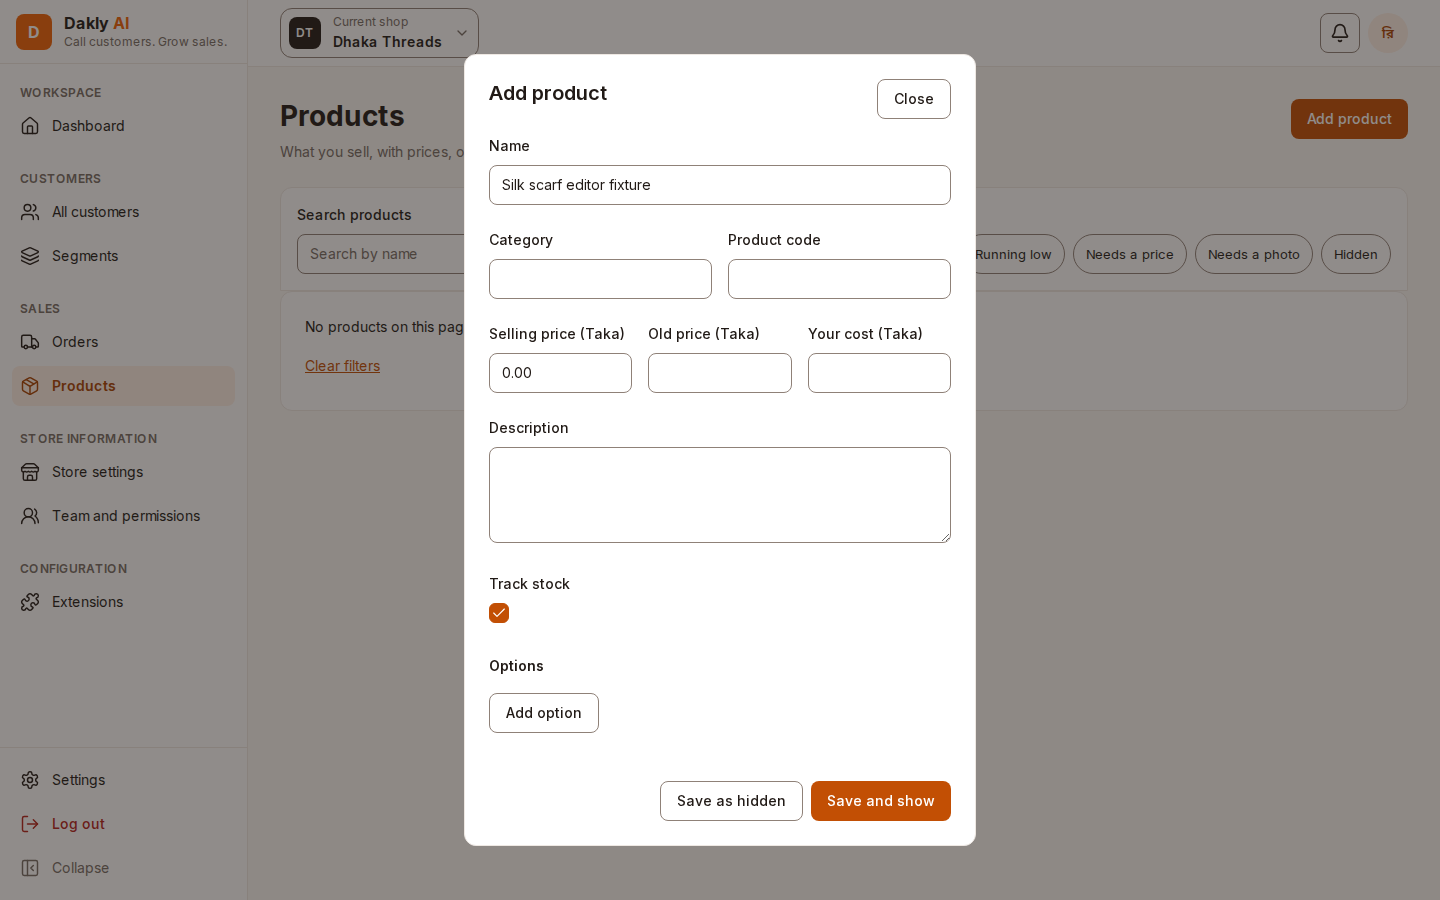 D
Dakly AI
Call customers. Grow sales.
WORKSPACE
Dashboard
CUSTOMERS
All customers
Segments
SALES
Orders
Products
STORE INFORMATION
Store settings
Team and permissions
CONFIGURATION
Extensions
Settings
Log out
Collapse
DT
Current shop
Dhaka Threads
রি
Products
What you sell, with prices, o
Add product
Search products
Search by name
Running low
Needs a price
Needs a photo
Hidden
No products on this pag
Clear filters
Add product
Close
Name
Silk scarf editor fixture
Category
Product code
Selling price (Taka)
Old price (Taka)
Your cost (Taka)
0.00
Description
Track stock
Options
Add option
Save as hidden
Save and show